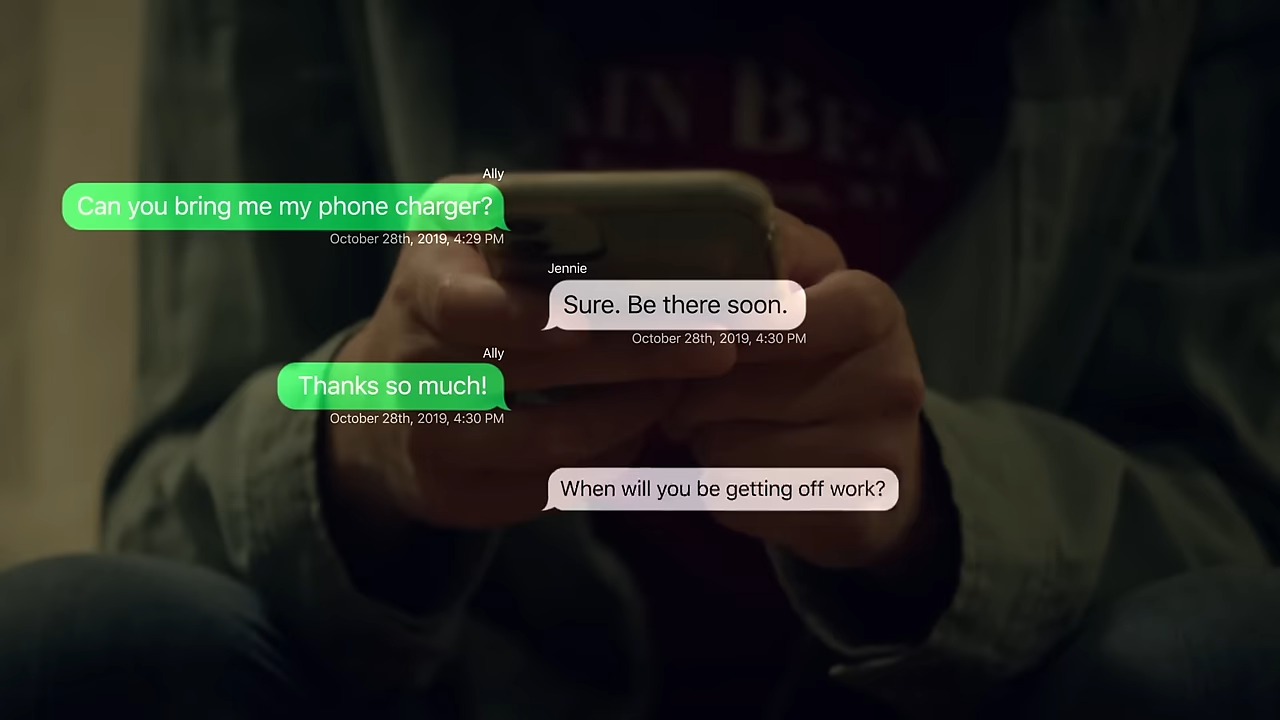 Ally
Can you bring me my phone charger?
October 28th, 2019, 4:29 PM
Jennie
Sure. Be there soon.
October 28th, 2019, 4:30 PM
Ally
Thanks so much!
October 28th, 2019, 4:30 PM
When will you be getting off work?